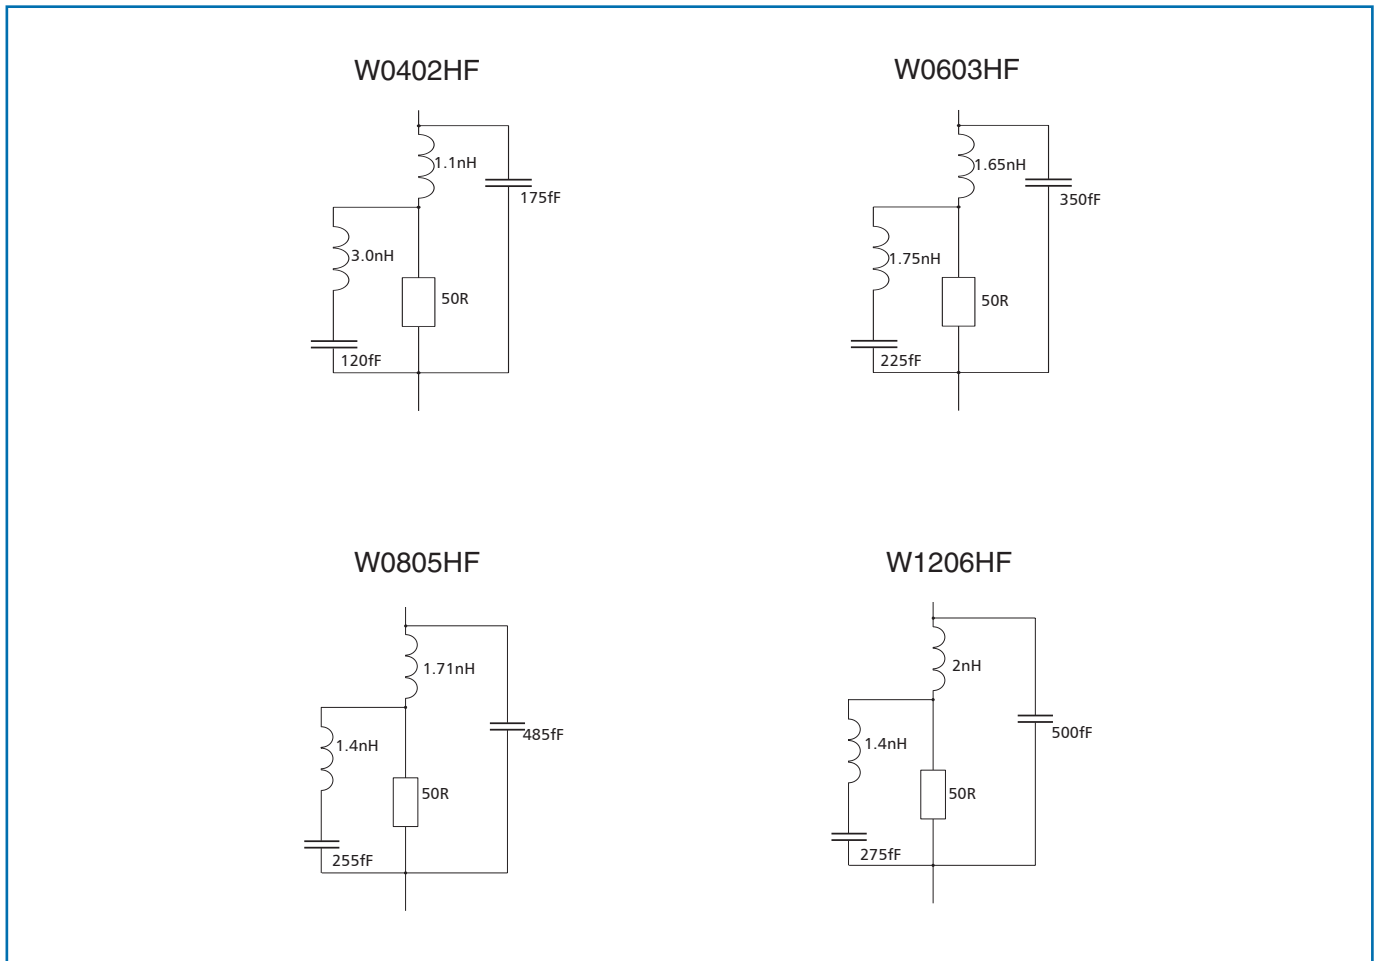 W0402HF
1.1nH
175fF
3.0nH
50R
120fF
W0603HF
1.65nH
350fF
1.75nH
50R
225fF
W0805HF
1.71nH
485fF
1.4nH
50R
255fF
W1206HF
2nH
500fF
1.4nH
50R
275fF